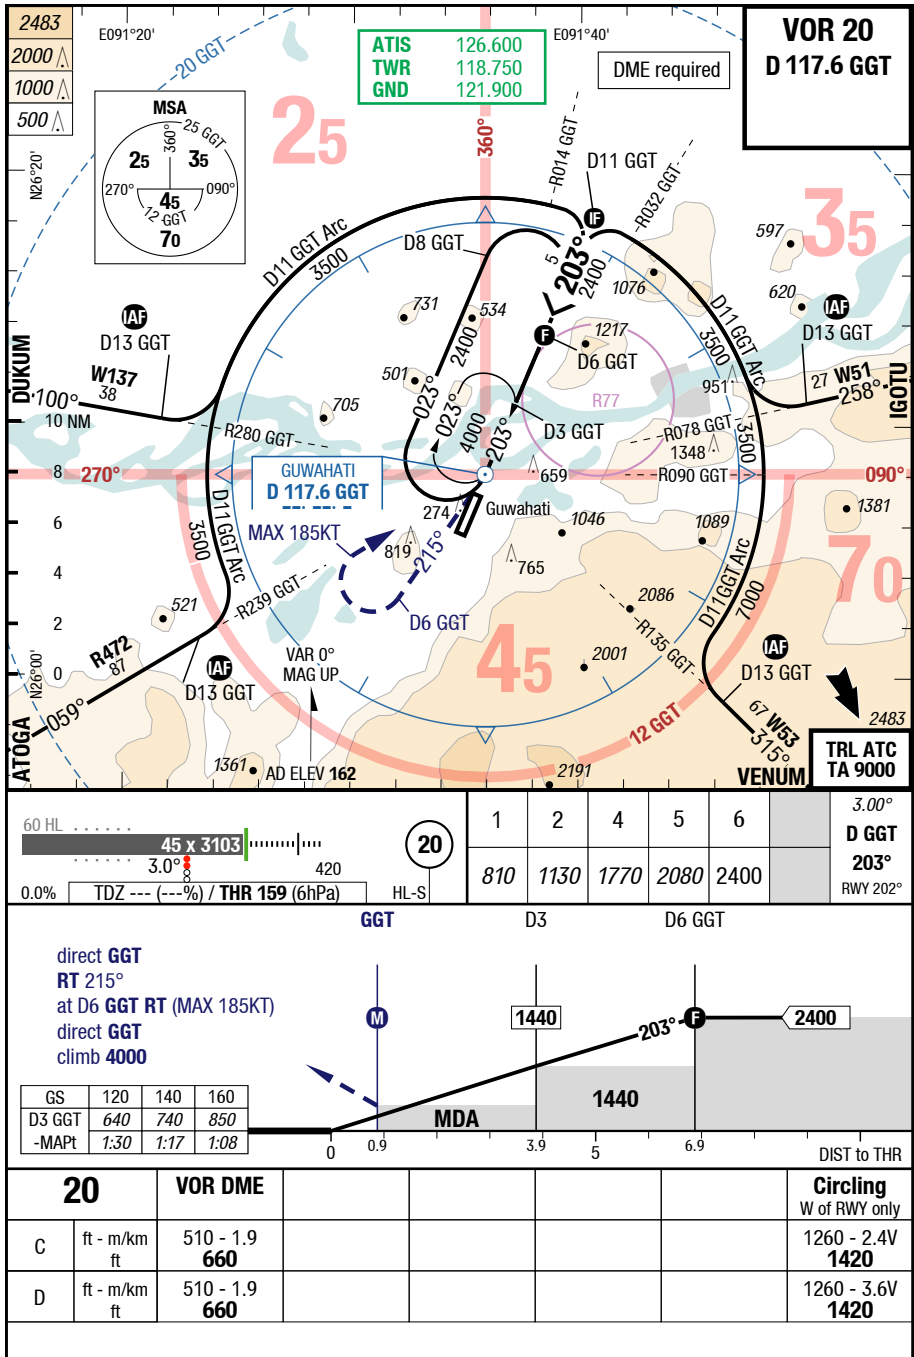 2483
2000
1000
500
E091°20'
20 GGT
ATIS 126.600
TWR 118.750
GND 121.900
E091°40'
DME required
VOR 20
D 117.6 GGT
N26°20'
MSA
25 GGT
360°
25
35
270°
090°
45
12 GGT
70
25
360°
R014 GGT
D11 GGT
IF
R032 GGT
35
597
D11 GGT Arc
3500
D8 GGT
5
203°
2400
1076
620
IAF
D13 GGT
IAF
D13 GGT
731
534
F
1217
D6 GGT
D11 GGT Arc
3500
DUKUM
W137
38
100°
10 NM
2400
501
023°
023°
4000
203°
705
R77
951
27 W51
258°
IGOTU
D3 GGT
R280 GGT
R078 GGT
1348
3500
R090 GGT
8
270°
GUWAHATI
D 117.6 GGT
659
090°
D11 GGT Arc
3500
274
Guwahati
1381
6
MAX 185KT
215°
819
1046
1089
4
765
70
R239 GGT
D6 GGT
2086
D11GGT Arc
7000
521
2
R472
87
R135 GGT
N26°00'
0
VAR 0°
MAG UP
45
2001
IAF
D13 GGT
IAF
D13 GGT
059°
12 GGT
67 W53
315°
2483
ATOGA
1361
AD ELEV 162
2191
VENUM
TRL ATC
TA 9000
60 HL
45 x 3103
3.0°
420
0.0%
TDZ --- (---%) / THR 159 (6hPa)
HL-S
20
1 2 4 5 6
810 1130 1770 2080 2400
3.00°
D GGT
203°
RWY 202°
GGT D3 D6 GGT
direct GGT
RT 215°
at D6 GGT RT (MAX 185KT)
direct GGT
climb 4000
M
1440
203°
F
2400
MDA
1440
GS 120 140 160
D3 GGT 640 740 850
-MAPt 1:30 1:17 1:08
0 0.9 3.9 5 6.9 DIST to THR
20 VOR DME Circling
W of RWY only
C ft - m/km 510 - 1.9 1260 - 2.4V
ft 660 1420
D ft - m/km 510 - 1.9 1260 - 3.6V
ft 660 1420